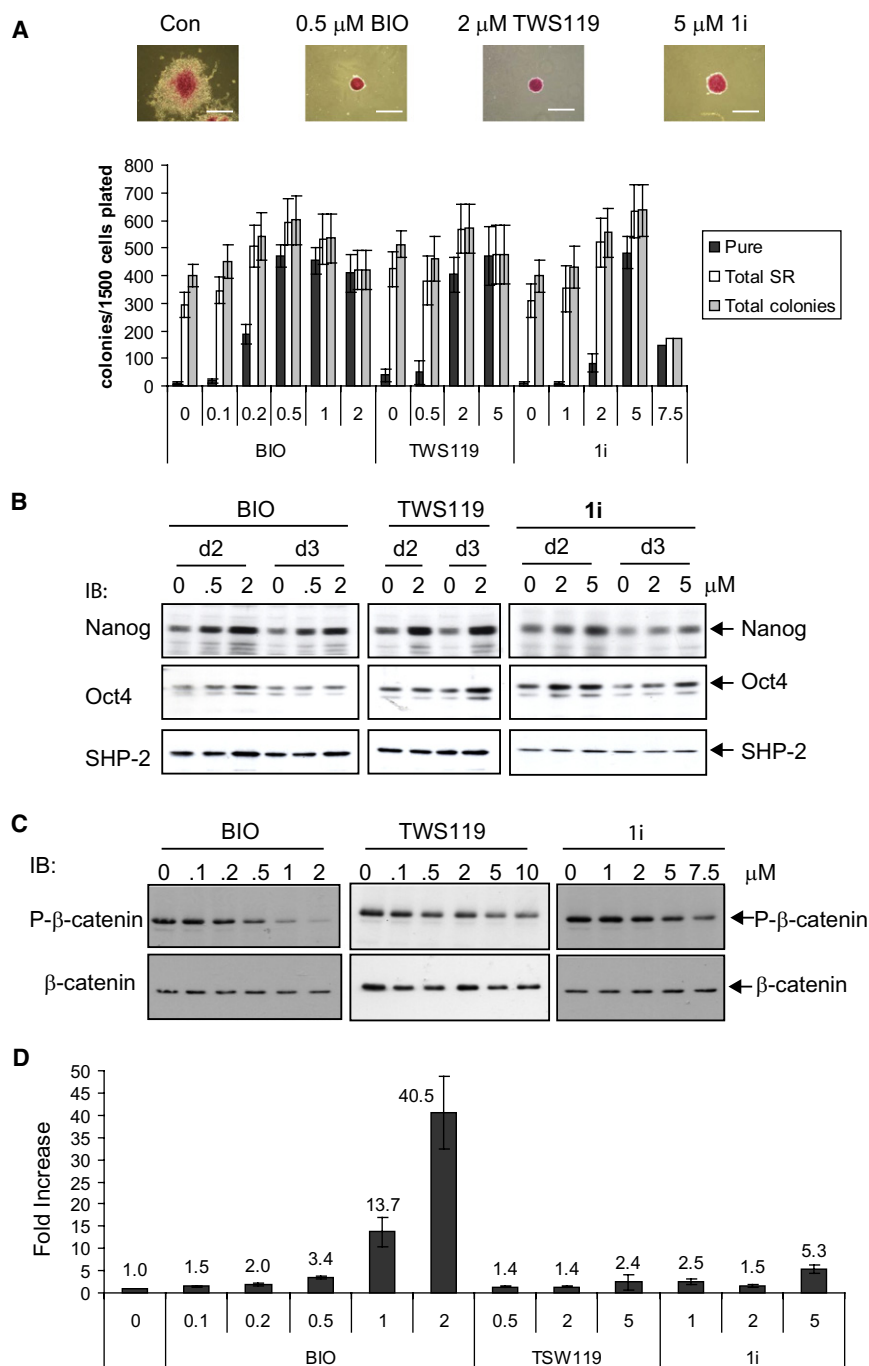 A
Con 0.5 μM BIO 2 μM TWS119 5 μM 1i
colonies/1500 cells plated
800
700
600
500
400
300
200
100
0
Pure
Total SR
Total colonies
0 0.1 0.2 0.5 1 2 0 0.5 2 5 0 1 2 5 7.5
BIO TWS119 1i
B
BIO TWS119 1i
d2 d3 d2 d3 d2 d3
IB: 0 .5 2 0 .5 2 0 2 0 2 0 2 5 0 2 5 μM
Nanog Nanog
Oct4 Oct4
SHP-2 SHP-2
C
BIO TWS119 1i
IB: 0 .1 .2 .5 1 2 0 .1 .5 2 5 10 0 1 2 5 7.5 μM
P-β-catenin P-β-catenin
β-catenin β-catenin
D
Fold Increase
50
45
40
35
30
25
20
15
10
5
0
1.0 1.5 2.0 3.4 13.7 40.5 1.4 1.4 2.4 2.5 1.5 5.3
0 0.1 0.2 0.5 1 2 0.5 2 5 1 2 5
BIO TSW119 1i